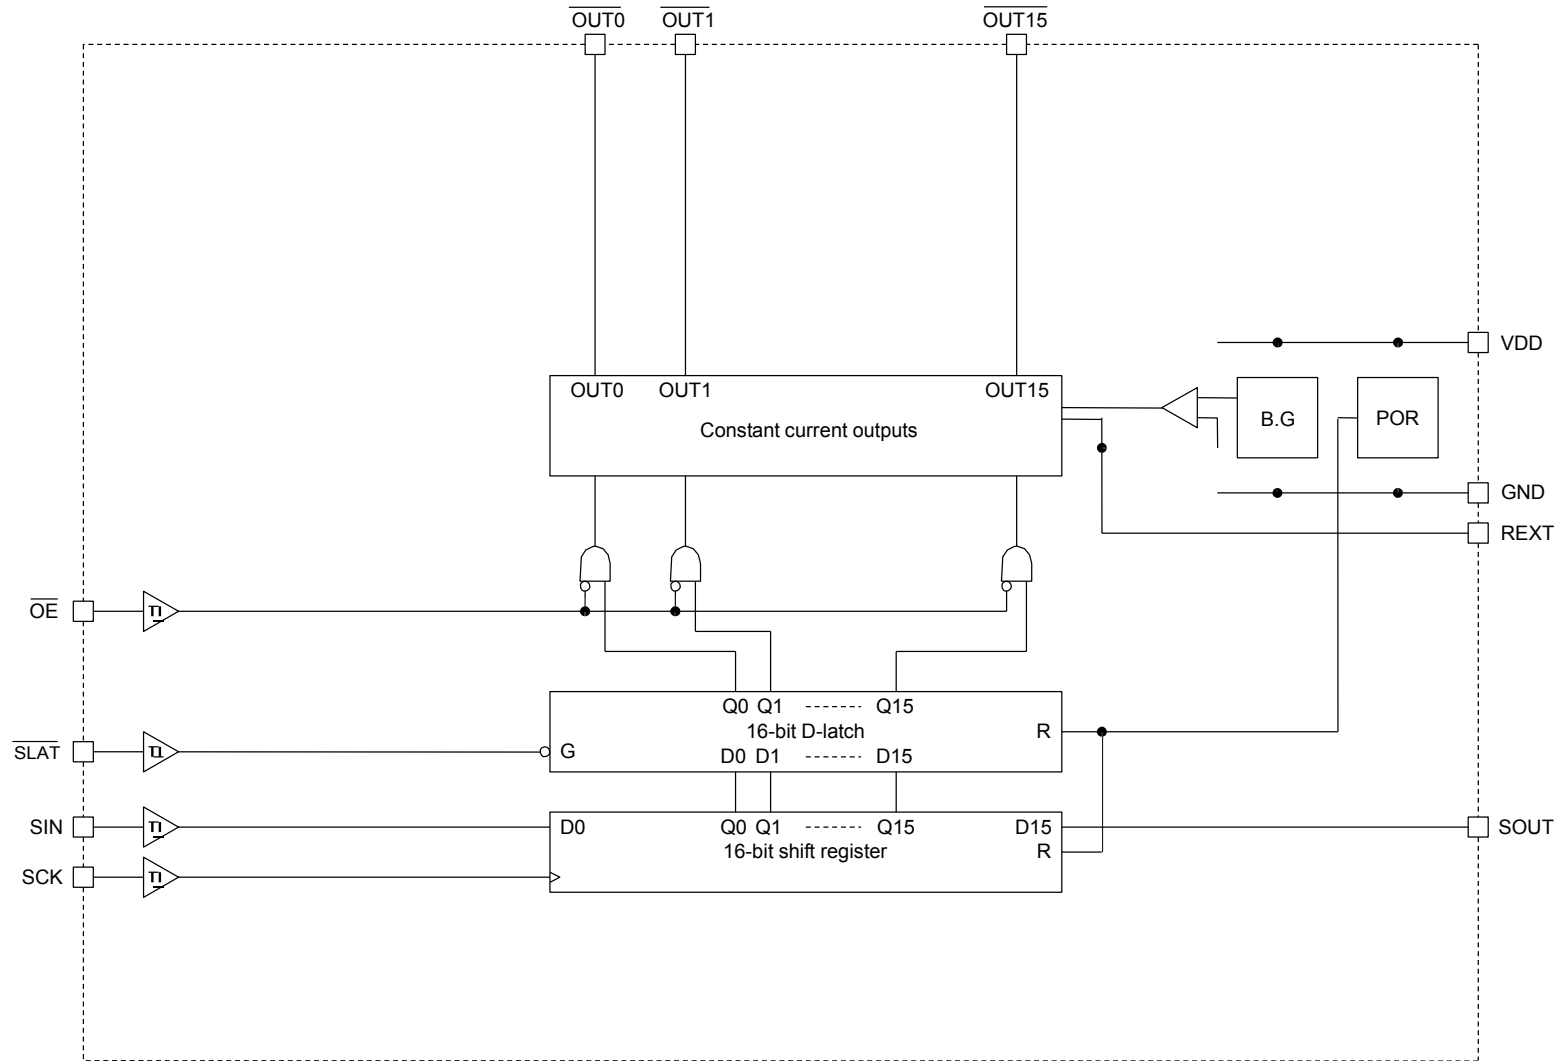 OUT0 OUT1 OUT15
VDD
OUT0 OUT1 OUT15
Constant current outputs
B.G
POR
GND
REXT
OE
Q0 Q1 -------- Q15
16-bit D-latch
R
SLAT
G
D0 D1 -------- D15
SIN
D0
Q0 Q1 -------- Q15
D15
SOUT
16-bit shift register
R
SCK